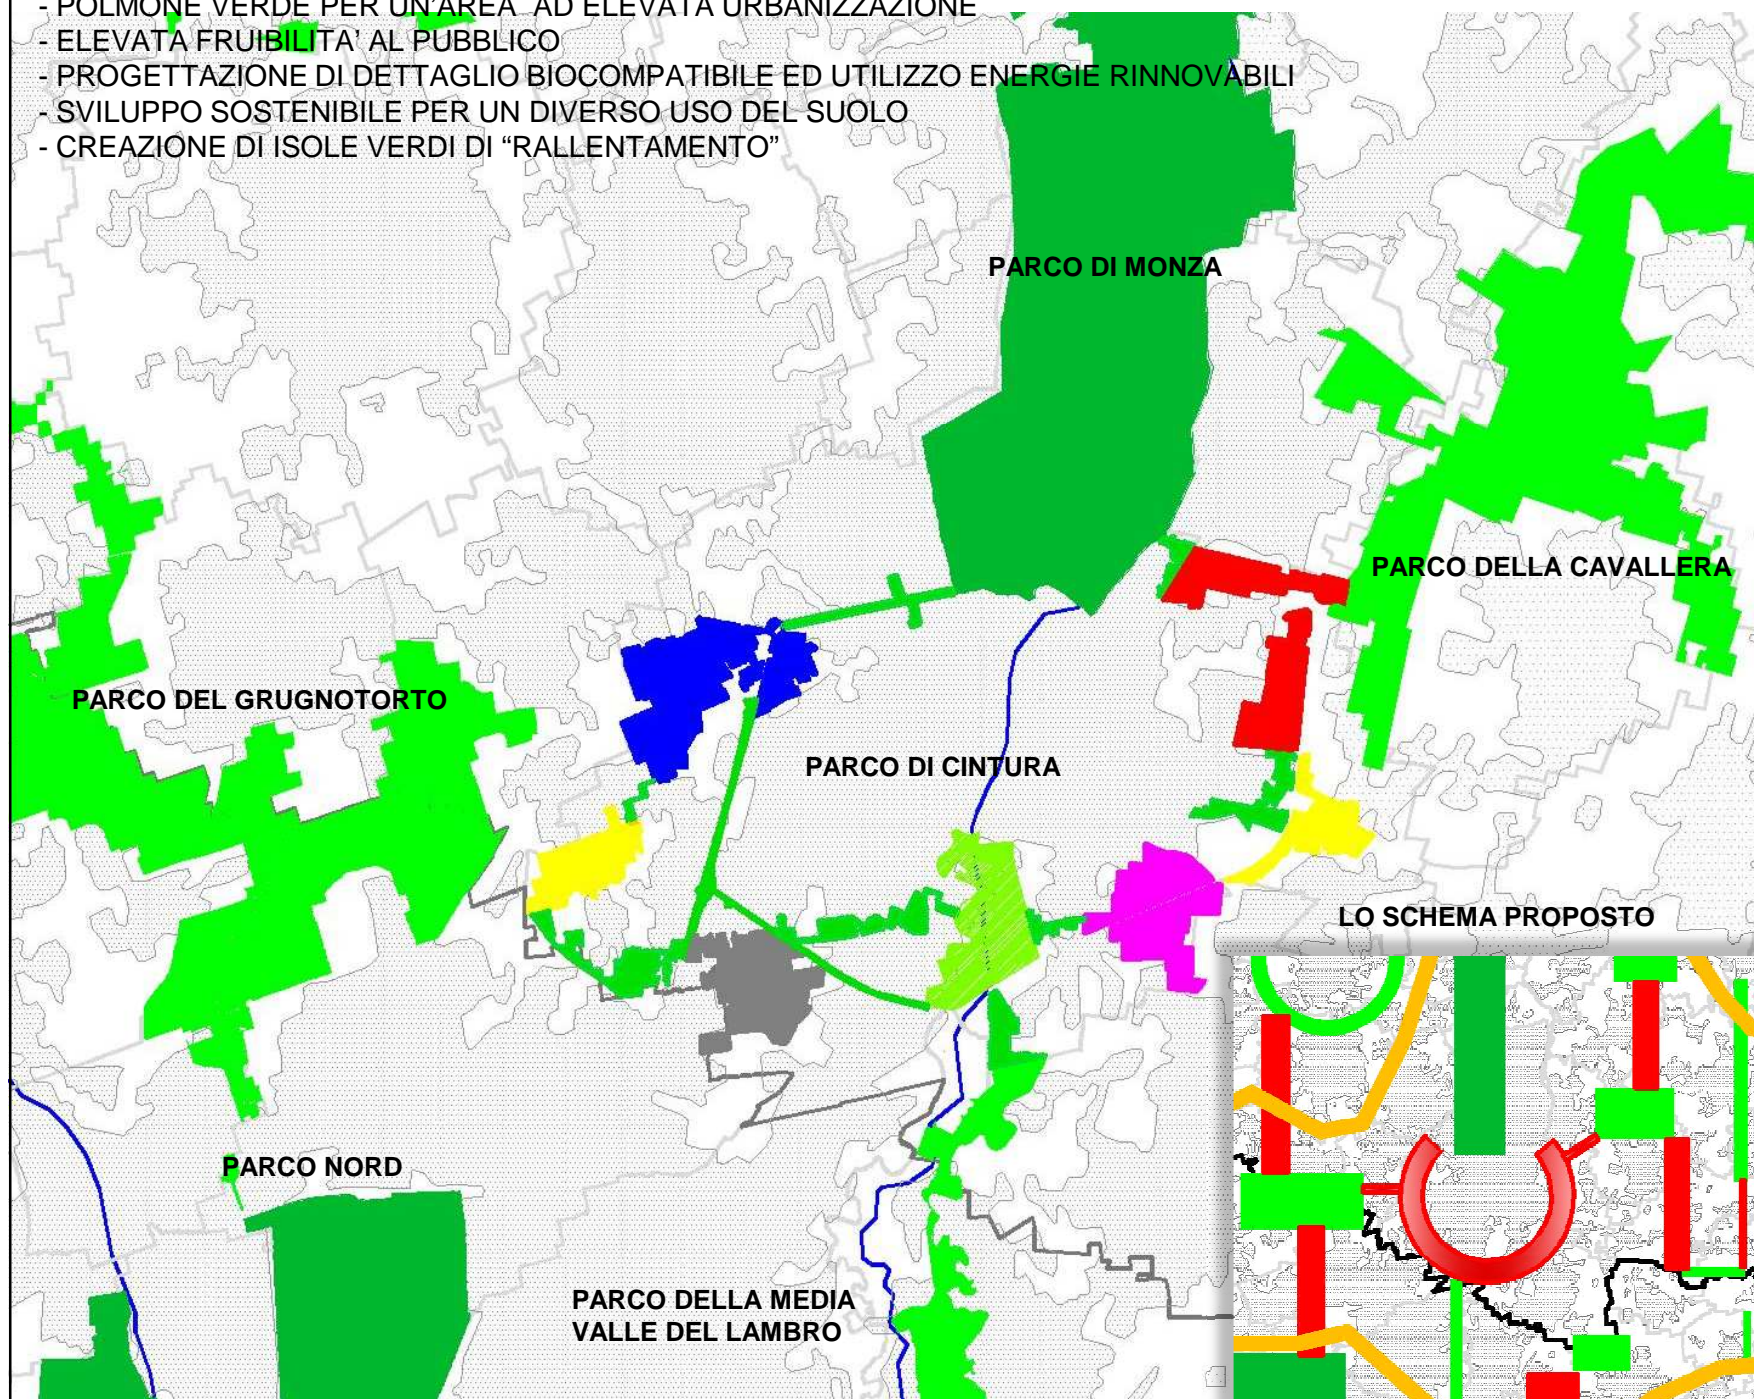 - POLMONE VERDE PER UN'AREA AD ELEVATA URBANIZZAZIONE
- ELEVATA FRUIBILITA’ AL PUBBLICO
- PROGETTAZIONE DI DETTAGLIO BIOCOMPATIBILE ED UTILIZZO ENERGIE RINNOVABILI
- SVILUPPO SOSTENIBILE PER UN DIVERSO USO DEL SUOLO
- CREAZIONE DI ISOLE VERDI DI “RALLENTAMENTO”
PARCO DI MONZA
PARCO DELLA CAVALLERA
PARCO DEL GRUGNOTORTO
PARCO DI CINTURA
LO SCHEMA PROPOSTO
PARCO NORD
PARCO DELLA MEDIA
VALLE DEL LAMBRO